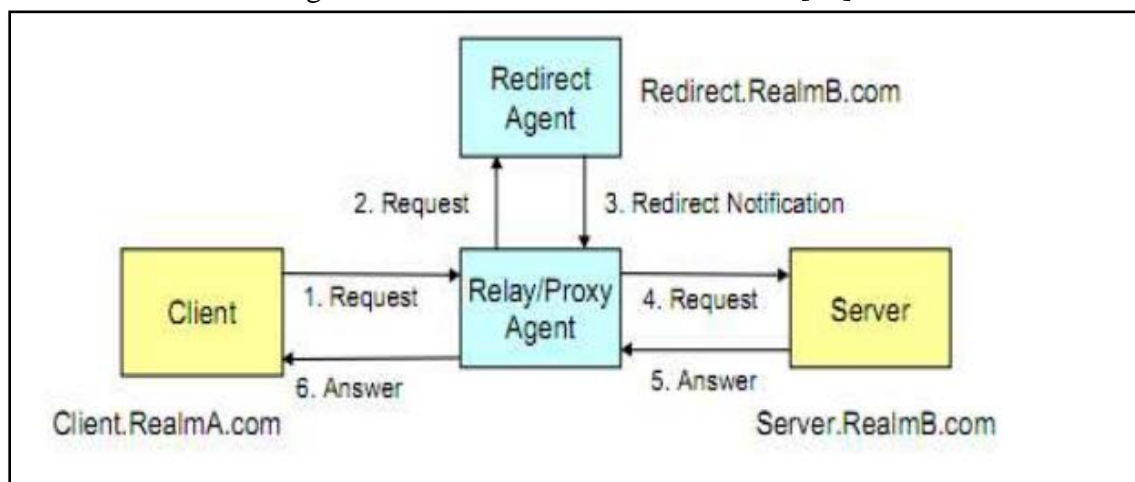 Redirect
Agent
Redirect.RealmB.com
2. Request
3. Redirect Notification
Client
1. Request
Relay/Proxy
Agent
4. Request
Server
6. Answer
5. Answer
Client.RealmA.com
Server.RealmB.com